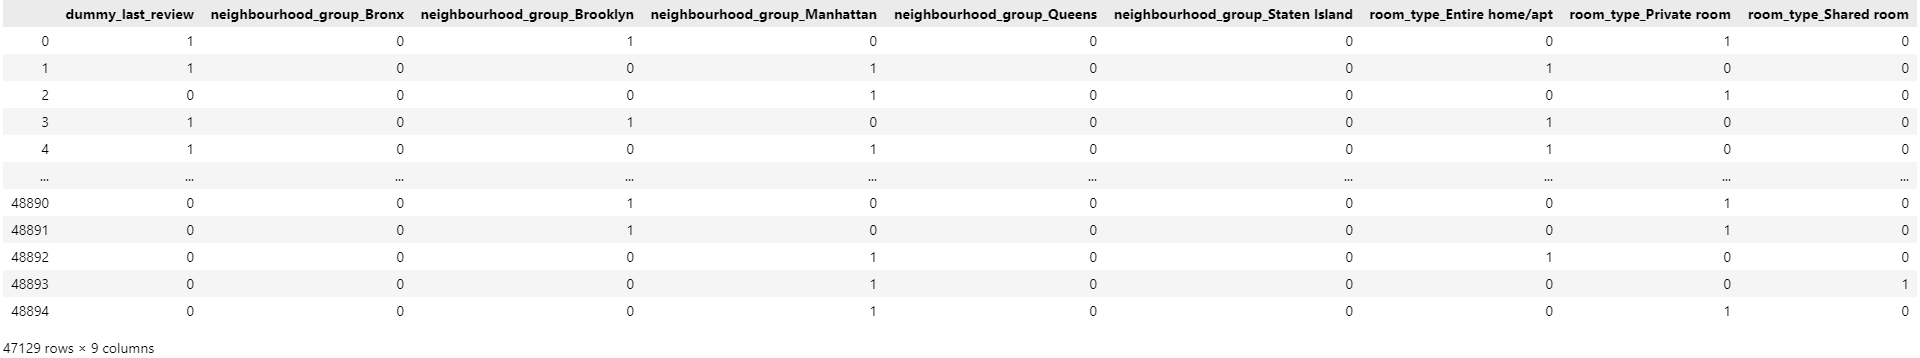 dummy_last_review neighbourhood_group_Bronx neighbourhood_group_Brooklyn neighbourhood_group_Manhattan neighbourhood_group_Queens neighbourhood_group_Staten Island room_type_Entire home/apt room_type_Private room room_type_Shared room
0 1 0 1 0 0 0 0 1 0
1 1 0 0 1 0 0 1 0 0
2 0 0 0 1 0 0 0 1 0
3 1 0 1 0 0 0 1 0 0
4 1 0 0 1 0 0 1 0 0
... ... ... ... ... ... ... ... ... ...
48890 0 0 1 0 0 0 0 1 0
48891 0 0 1 0 0 0 0 1 0
48892 0 0 0 1 0 0 1 0 0
48893 0 0 0 1 0 0 0 0 1
48894 0 0 0 1 0 0 0 1 0
47129 rows × 9 columns